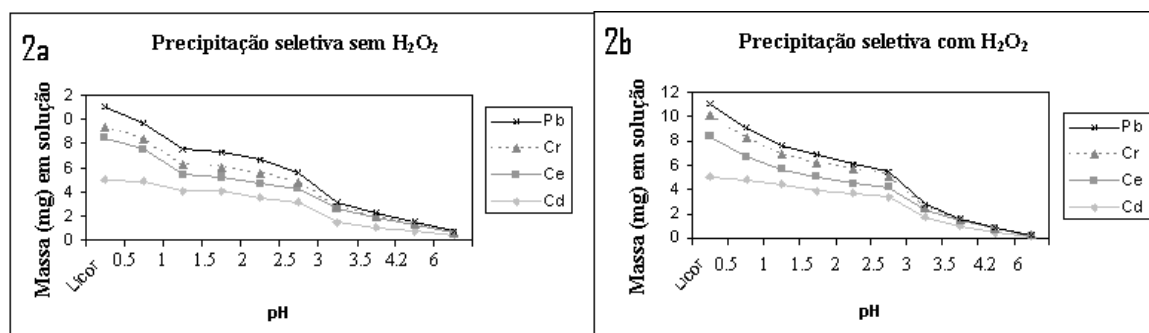 2a
Precipitação seletiva sem H₂O₂
Massa (mg) em solução
2
0
8
6
4
2
0
Licor 0.5 1 1.5 2 2.5 3 3.5 4.2 6
pH
Pb
Cr
Ce
Cd
2b
Precipitação seletiva com H₂O₂
Massa (mg) em solução
12
10
8
6
4
2
0
Licor 0.5 1 1.5 2 2.5 3 3.5 4.2 6
pH
Pb
Cr
Ce
Cd